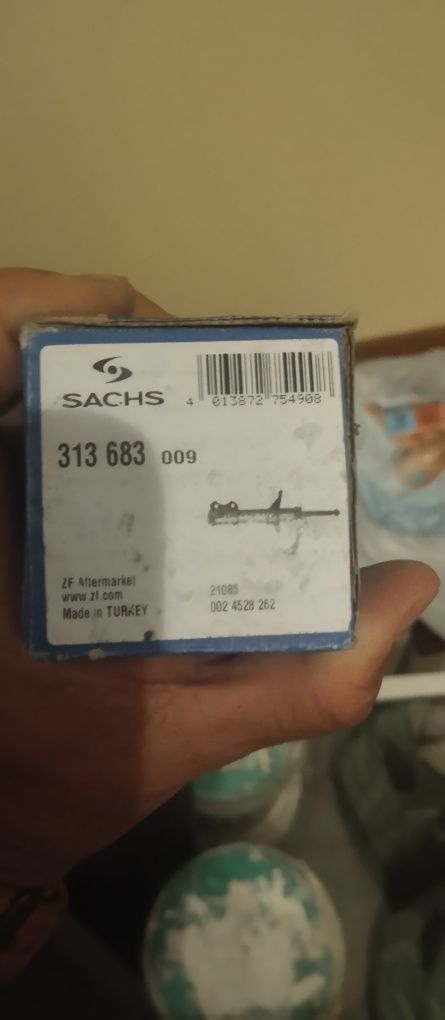 SACHS
4 013872 754908
313 683 009
ZF Aftermarket
www.zf.com
Made in TURKEY
21085
002 4528 262